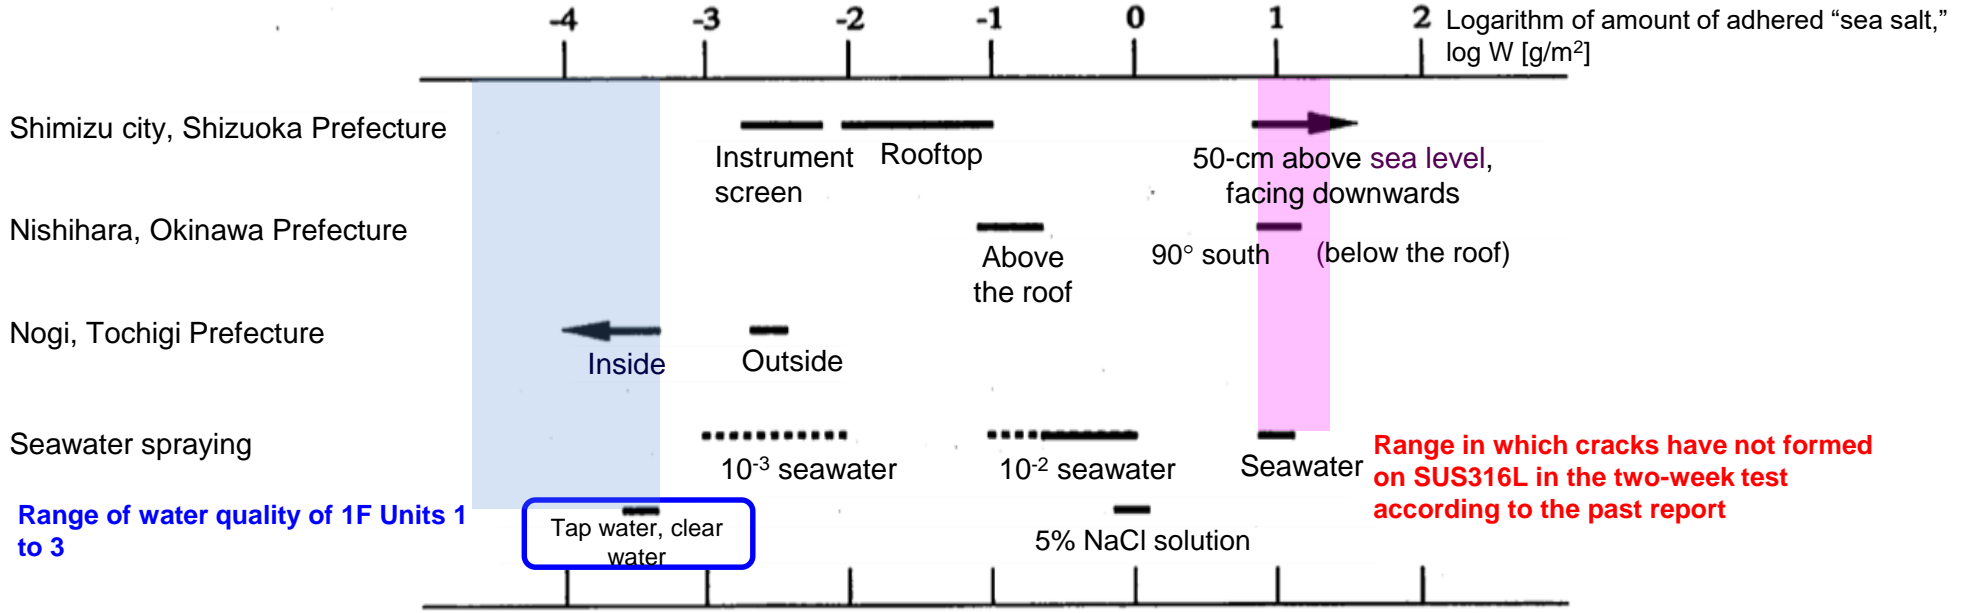 -4 -3 -2 -1 0 1 2
Logarithm of amount of adhered “sea salt,”
log W [g/m²]
Shimizu city, Shizuoka Prefecture
Instrument
screen
Rooftop
50-cm above sea level,
facing downwards
Nishihara, Okinawa Prefecture
Above
the roof
90° south
(below the roof)
Nogi, Tochigi Prefecture
Inside
Outside
Seawater spraying
10⁻³ seawater
10⁻² seawater
Seawater
Range in which cracks have not formed
on SUS316L in the two-week test
according to the past report
Range of water quality of 1F Units 1
to 3
Tap water, clear
water
5% NaCl solution